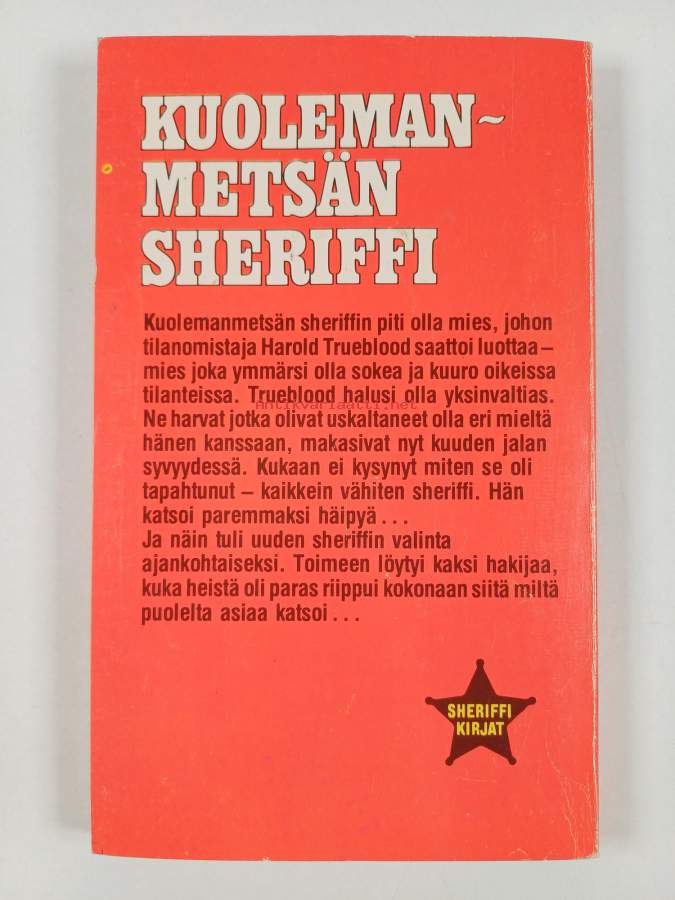 KUOLEMAN~
METSÄN
SHERIFFI
Kuolemanmetsän sheriffin piti olla mies, johon
tilanomistaja Harold Trueblood saattoi luottaa –
mies joka ymmärsi olla sokea ja kuuro oikeissa
tilanteissa. Trueblood halusi olla yksinvaltias.
antikvariaatti.net
Ne harvat jotka olivat uskaltaneet olla eri mieltä
hänen kanssaan, makasivat nyt kuuden jalan
syvyydessä. Kukaan ei kysynyt miten se oli
tapahtunut – kaikkein vähiten sheriffi. Hän
katsoi paremmaksi häipyä . . .
Ja näin tuli uuden sheriffin valinta
ajankohtaiseksi. Toimeen löytyi kaksi hakijaa,
kuka heistä oli paras riippui kokonaan siitä miltä
puolelta asiaa katsoi . . .
SHERIFFI
KIRJAT